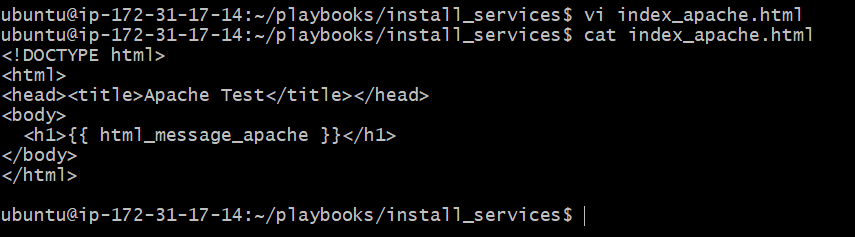 ubuntu@ip-172-31-17-14:~/playbooks/install_services$ vi index_apache.html
ubuntu@ip-172-31-17-14:~/playbooks/install_services$ cat index_apache.html
<!DOCTYPE html>
<html>
<head><title>Apache Test</title></head>
<body>
  <h1>{{ html_message_apache }}</h1>
</body>
</html>

ubuntu@ip-172-31-17-14:~/playbooks/install_services$